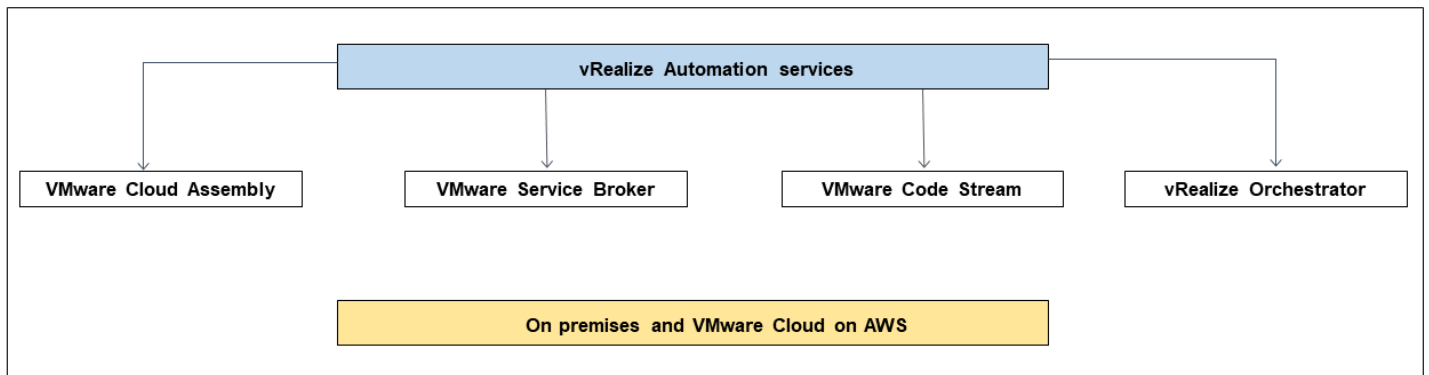 vRealize Automation services
VMware Cloud Assembly
VMware Service Broker
VMware Code Stream
vRealize Orchestrator
On premises and VMware Cloud on AWS